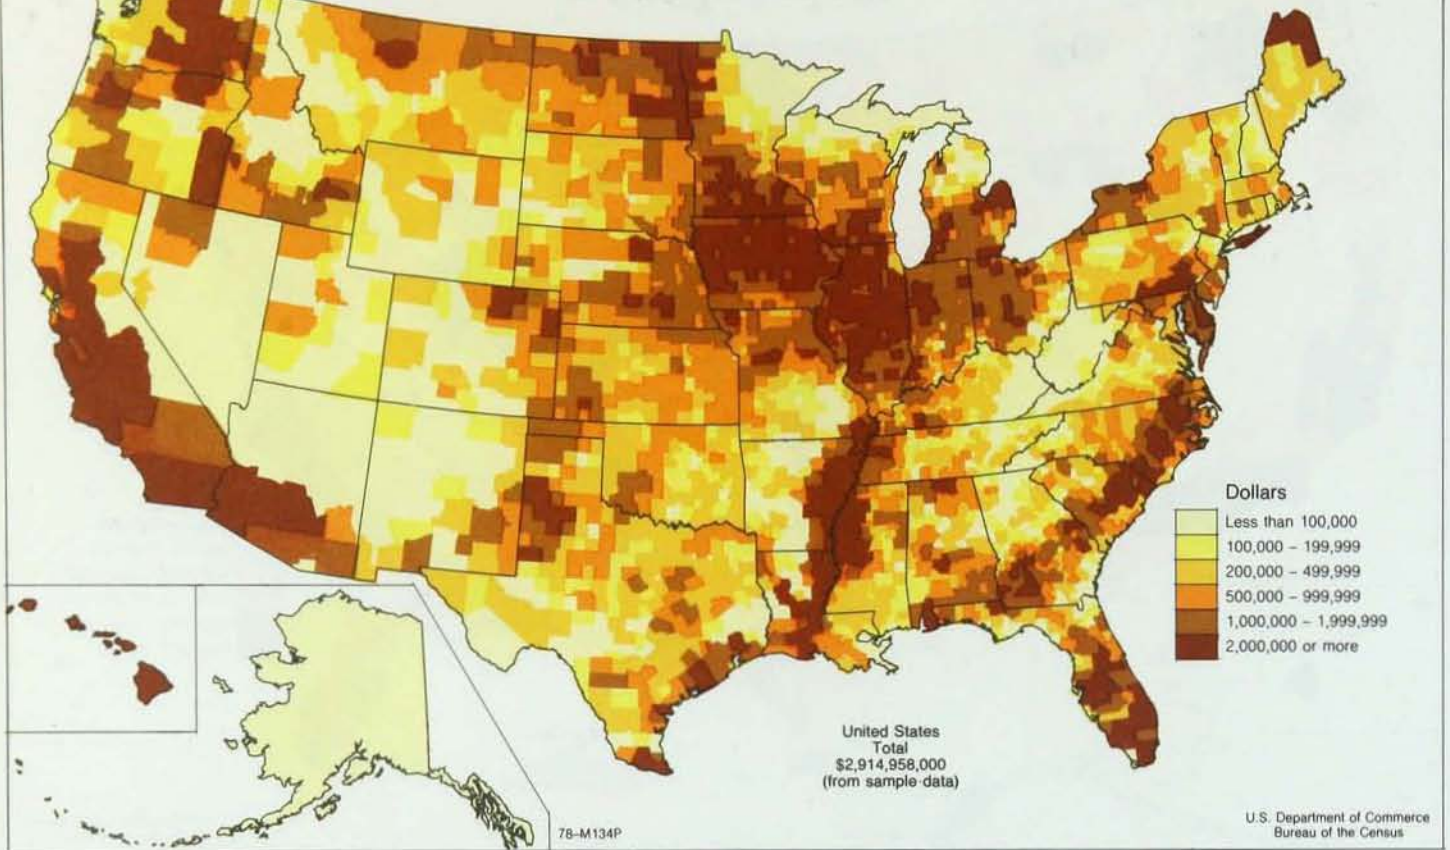 Dollars
Less than 100,000
100,000 – 199,999
200,000 – 499,999
500,000 – 999,999
1,000,000 – 1,999,999
2,000,000 or more
United States
Total
$2,914,958,000
(from sample data)
78–M134P
U.S. Department of Commerce
Bureau of the Census